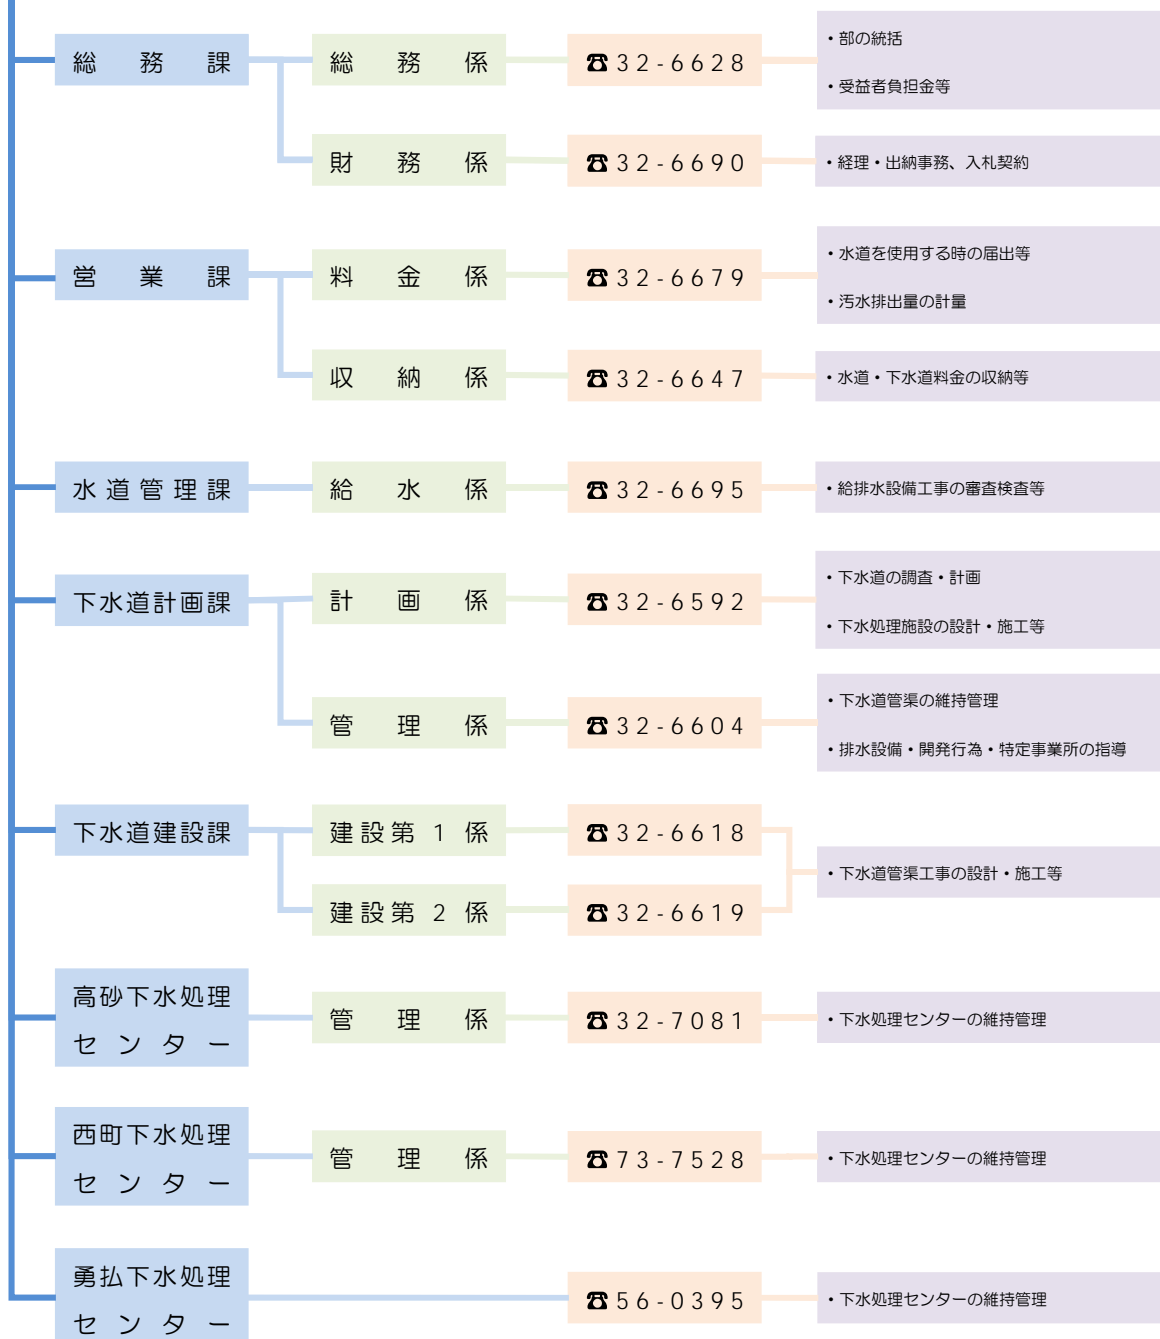 総務課
総務係
☎32-6628
・部の統括
・受益者負担金等
財務係
☎32-6690
・経理・出納事務、入札契約
営業課
料金係
☎32-6679
・水道を使用する時の届出等
・汚水排出量の計量
収納係
☎32-6647
・水道・下水道料金の収納等
水道管理課
給水係
☎32-6695
・給排水設備工事の審査検査等
下水道計画課
計画係
☎32-6592
・下水道の調査・計画
・下水処理施設の設計・施工等
管理係
☎32-6604
・下水道管渠の維持管理
・排水設備・開発行為・特定事業所の指導
下水道建設課
建設第1係
☎32-6618
建設第2係
☎32-6619
・下水道管渠工事の設計・施工等
高砂下水処理
センター
管理係
☎32-7081
・下水処理センターの維持管理
西町下水処理
センター
管理係
☎73-7528
・下水処理センターの維持管理
勇払下水処理
センター
☎56-0395
・下水処理センターの維持管理